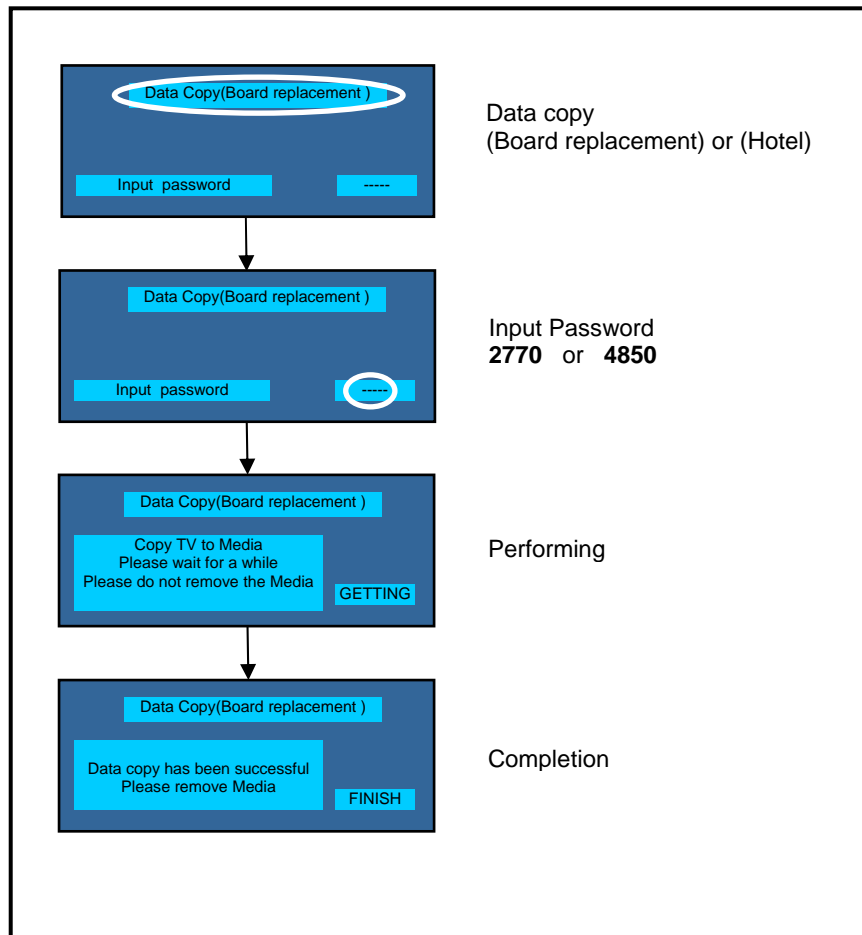 Data Copy(Board replacement )
Input  password
-----
Data copy
(Board replacement) or (Hotel)
Data Copy(Board replacement )
Input  password
-----
Input Password
2770   or   4850
Data Copy(Board replacement )
Copy TV to Media
Please wait for a while
Please do not remove the Media
GETTING
Performing
Data Copy(Board replacement )
Data copy has been successful
Please remove Media
FINISH
Completion